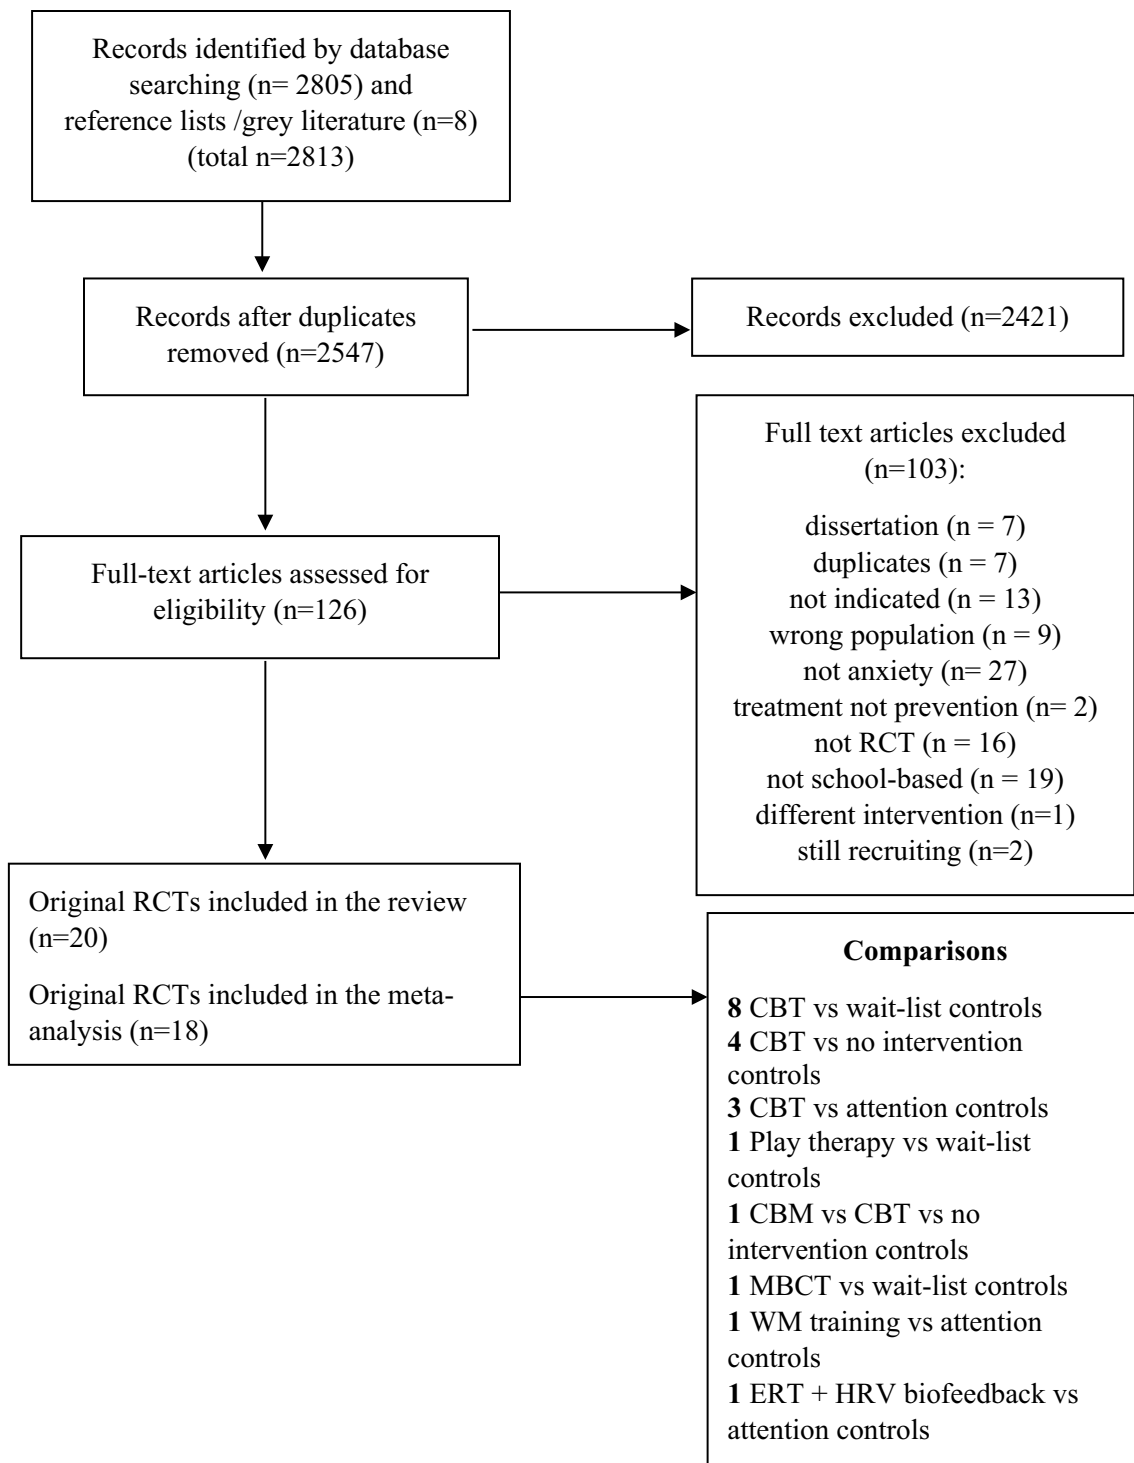 Records identified by database
searching (n= 2805) and
reference lists /grey literature (n=8)
(total n=2813)
Records after duplicates
removed (n=2547)
Records excluded (n=2421)
Full text articles excluded
(n=103):
dissertation (n = 7)
duplicates (n = 7)
not indicated (n = 13)
wrong population (n = 9)
not anxiety (n= 27)
treatment not prevention (n= 2)
not RCT (n = 16)
not school-based (n = 19)
different intervention (n=1)
still recruiting (n=2)
Full-text articles assessed for
eligibility (n=126)
Original RCTs included in the review
(n=20)
Original RCTs included in the meta-
analysis (n=18)
Comparisons
8 CBT vs wait-list controls
4 CBT vs no intervention
controls
3 CBT vs attention controls
1 Play therapy vs wait-list
controls
1 CBM vs CBT vs no
intervention controls
1 MBCT vs wait-list controls
1 WM training vs attention
controls
1 ERT + HRV biofeedback vs
attention controls